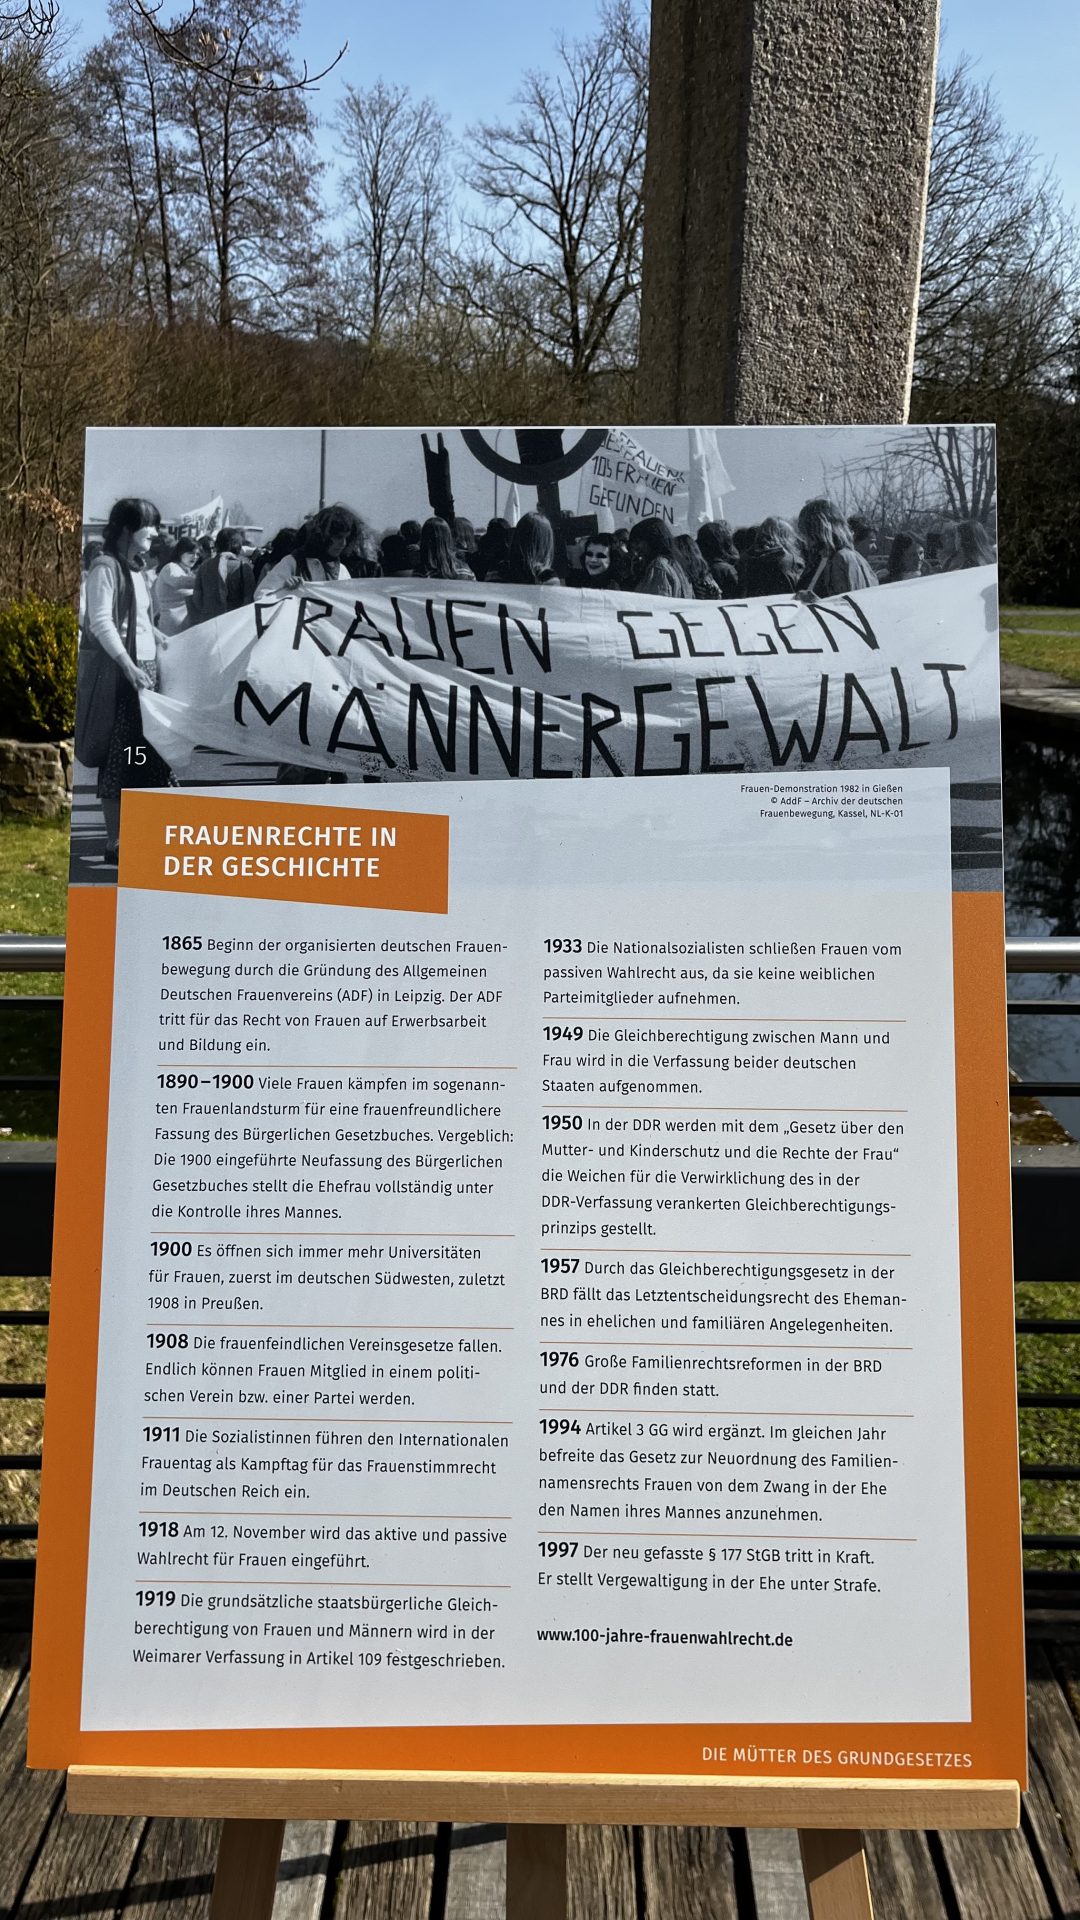 105 FRAUEN
GEFUNDEN
FRAUEN GEGEN
MÄNNERGEWALT
15
Frauen-Demonstration 1982 in Gießen
© AddF – Archiv der deutschen
Frauenbewegung, Kassel, NL-K-01
FRAUENRECHTE IN
DER GESCHICHTE
1865 Beginn der organisierten deutschen Frauen-
bewegung durch die Gründung des Allgemeinen
Deutschen Frauenvereins (ADF) in Leipzig. Der ADF
tritt für das Recht von Frauen auf Erwerbsarbeit
und Bildung ein.
1890–1900 Viele Frauen kämpfen im sogenann-
ten Frauenlandsturm für eine frauenfreundlichere
Fassung des Bürgerlichen Gesetzbuches. Vergeblich:
Die 1900 eingeführte Neufassung des Bürgerlichen
Gesetzbuches stellt die Ehefrau vollständig unter
die Kontrolle ihres Mannes.
1900 Es öffnen sich immer mehr Universitäten
für Frauen, zuerst im deutschen Südwesten, zuletzt
1908 in Preußen.
1908 Die frauenfeindlichen Vereinsgesetze fallen.
Endlich können Frauen Mitglied in einem politi-
schen Verein bzw. einer Partei werden.
1911 Die Sozialistinnen führen den Internationalen
Frauentag als Kampftag für das Frauenstimmrecht
im Deutschen Reich ein.
1918 Am 12. November wird das aktive und passive
Wahlrecht für Frauen eingeführt.
1919 Die grundsätzliche staatsbürgerliche Gleich-
berechtigung von Frauen und Männern wird in der
Weimarer Verfassung in Artikel 109 festgeschrieben.
1933 Die Nationalsozialisten schließen Frauen vom
passiven Wahlrecht aus, da sie keine weiblichen
Parteimitglieder aufnehmen.
1949 Die Gleichberechtigung zwischen Mann und
Frau wird in die Verfassung beider deutschen
Staaten aufgenommen.
1950 In der DDR werden mit dem „Gesetz über den
Mutter- und Kinderschutz und die Rechte der Frau“
die Weichen für die Verwirklichung des in der
DDR-Verfassung verankerten Gleichberechtigungs-
prinzips gestellt.
1957 Durch das Gleichberechtigungsgesetz in der
BRD fällt das Letztentscheidungsrecht des Eheman-
nes in ehelichen und familiären Angelegenheiten.
1976 Große Familienrechtsreformen in der BRD
und der DDR finden statt.
1994 Artikel 3 GG wird ergänzt. Im gleichen Jahr
befreite das Gesetz zur Neuordnung des Familien-
namensrechts Frauen von dem Zwang in der Ehe
den Namen ihres Mannes anzunehmen.
1997 Der neu gefasste § 177 StGB tritt in Kraft.
Er stellt Vergewaltigung in der Ehe unter Strafe.
www.100-jahre-frauenwahlrecht.de
DIE MÜTTER DES GRUNDGESETZES